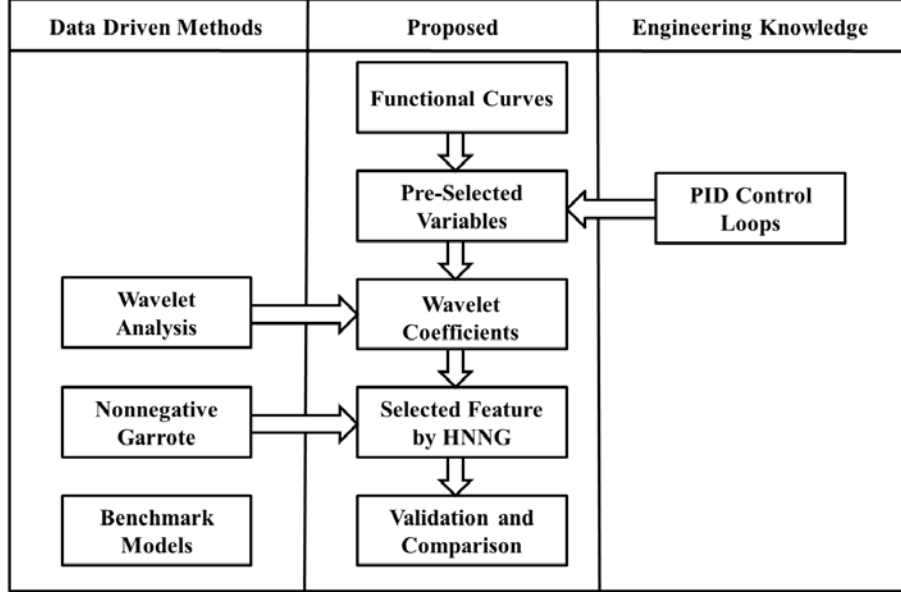 Data Driven Methods
Proposed
Engineering Knowledge
Functional Curves
Pre-Selected
Variables
PID Control
Loops
Wavelet
Analysis
Wavelet
Coefficients
Nonnegative
Garrote
Selected Feature
by HNNG
Benchmark
Models
Validation and
Comparison